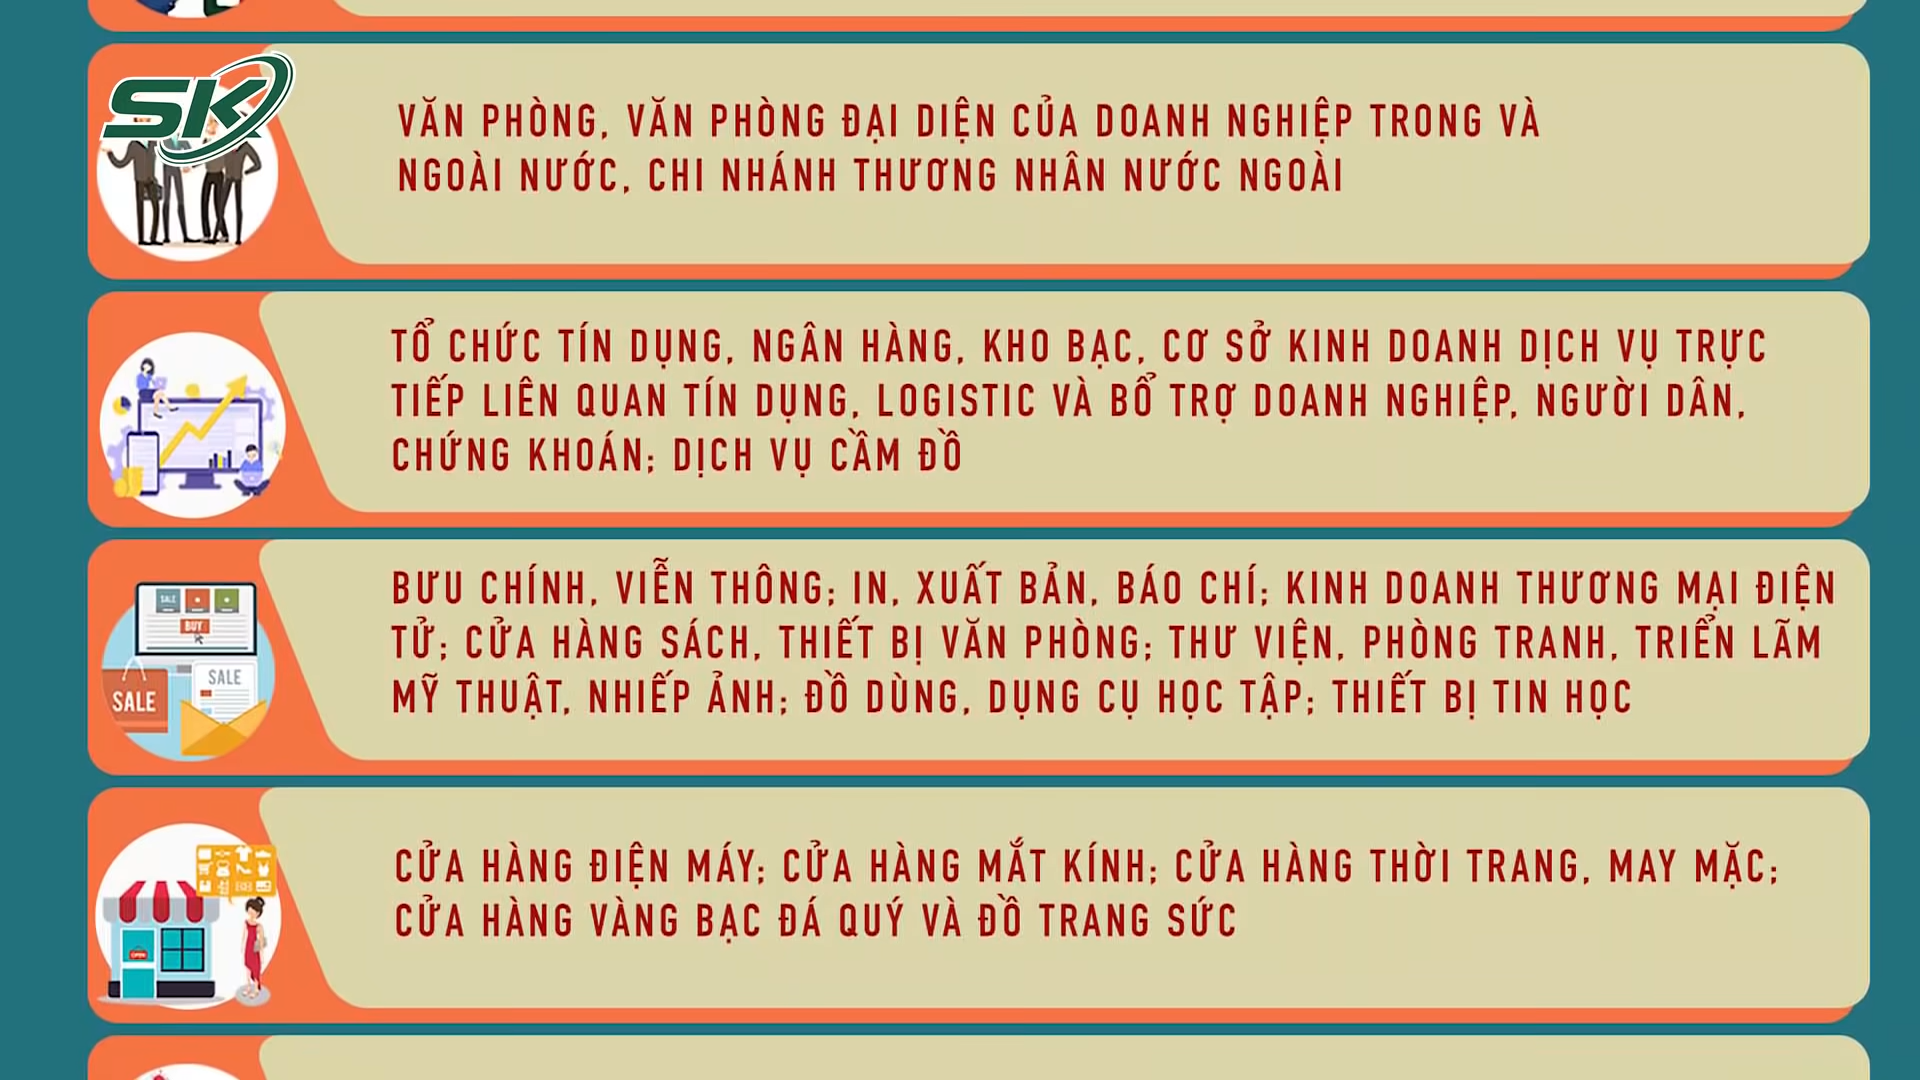 SK
VĂN PHÒNG, VĂN PHÒNG ĐẠI DIỆN CỦA DOANH NGHIỆP TRONG VÀ
NGOÀI NƯỚC, CHI NHÁNH THƯƠNG NHÂN NƯỚC NGOÀI
TỔ CHỨC TÍN DỤNG, NGÂN HÀNG, KHO BẠC, CƠ SỞ KINH DOANH DỊCH VỤ TRỰC
TIẾP LIÊN QUAN TÍN DỤNG, LOGISTIC VÀ BỔ TRỢ DOANH NGHIỆP, NGƯỜI DÂN,
CHỨNG KHOÁN; DỊCH VỤ CẦM ĐỒ
SALE
BUY
SALE
SALE
BƯU CHÍNH, VIỄN THÔNG; IN, XUẤT BẢN, BÁO CHÍ; KINH DOANH THƯƠNG MẠI ĐIỆN
TỬ; CỬA HÀNG SÁCH, THIẾT BỊ VĂN PHÒNG; THƯ VIỆN, PHÒNG TRANH, TRIỂN LÃM
MỸ THUẬT, NHIẾP ẢNH; ĐỒ DÙNG, DỤNG CỤ HỌC TẬP; THIẾT BỊ TIN HỌC
OPEN
CỬA HÀNG ĐIỆN MÁY; CỬA HÀNG MẮT KÍNH; CỬA HÀNG THỜI TRANG, MAY MẶC;
CỬA HÀNG VÀNG BẠC ĐÁ QUÝ VÀ ĐỒ TRANG SỨC